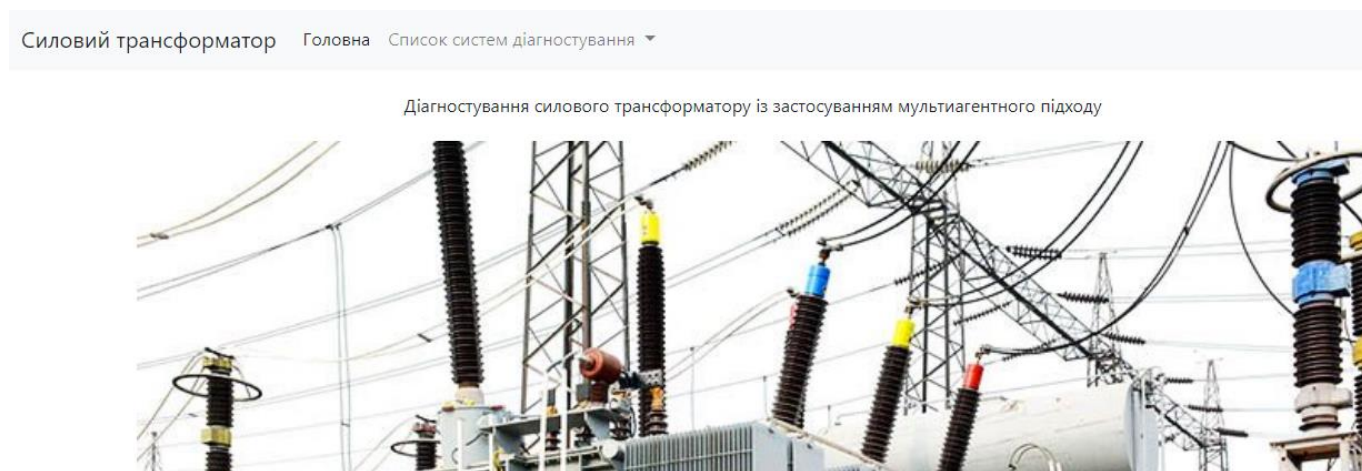 Силовий трансформатор Головна Список систем діагностування
Діагностування силового трансформатору із застосуванням мультиагентного підходу